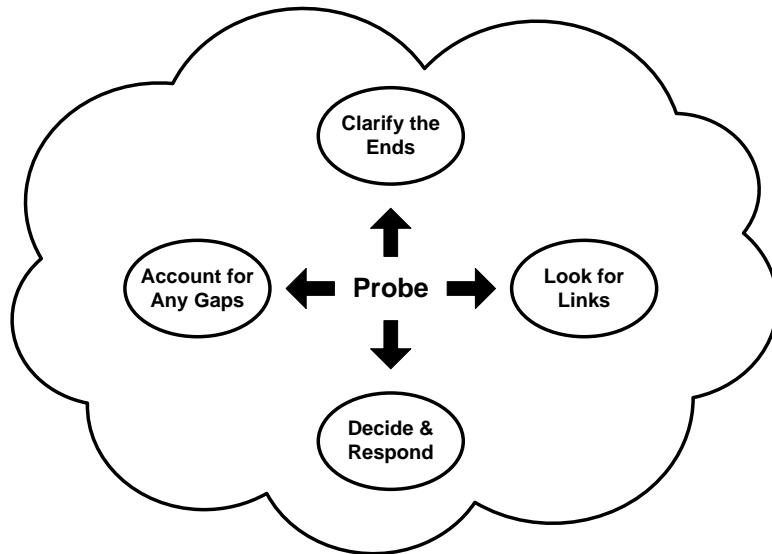 Clarify the
Ends
Account for
Any Gaps
Probe
Look for
Links
Decide &
Respond